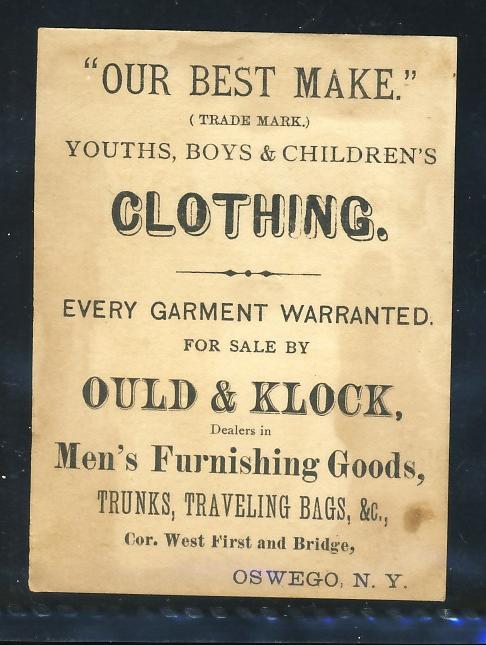 “OUR BEST MAKE.”
( TRADE MARK.)
YOUTHS, BOYS & CHILDREN'S
CLOTHING.
EVERY GARMENT WARRANTED.
FOR SALE BY
OULD & KLOCK,
Dealers in
Men's Furnishing Goods,
TRUNKS, TRAVELING BAGS, &c.,
Cor. West First and Bridge,
OSWEGO, N. Y.